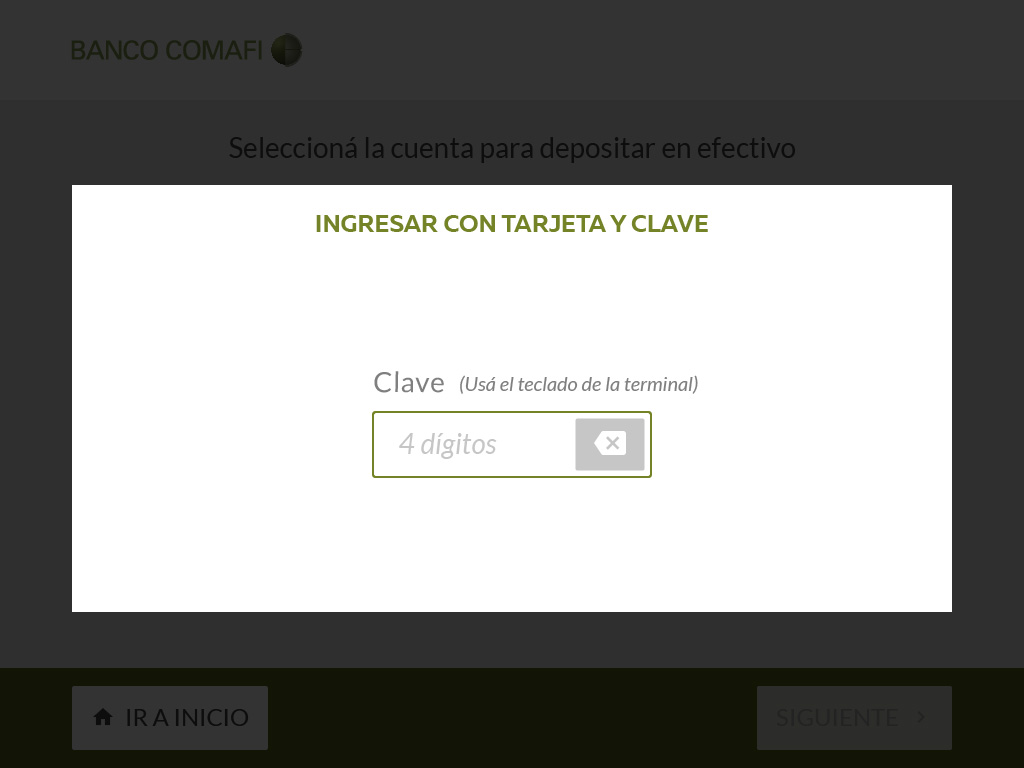 BANCO COMAFI
Seleccioná la cuenta para depositar en efectivo
INGRESAR CON TARJETA Y CLAVE
Clave (Usá el teclado de la terminal)
4 dígitos
IR A INICIO
SIGUIENTE